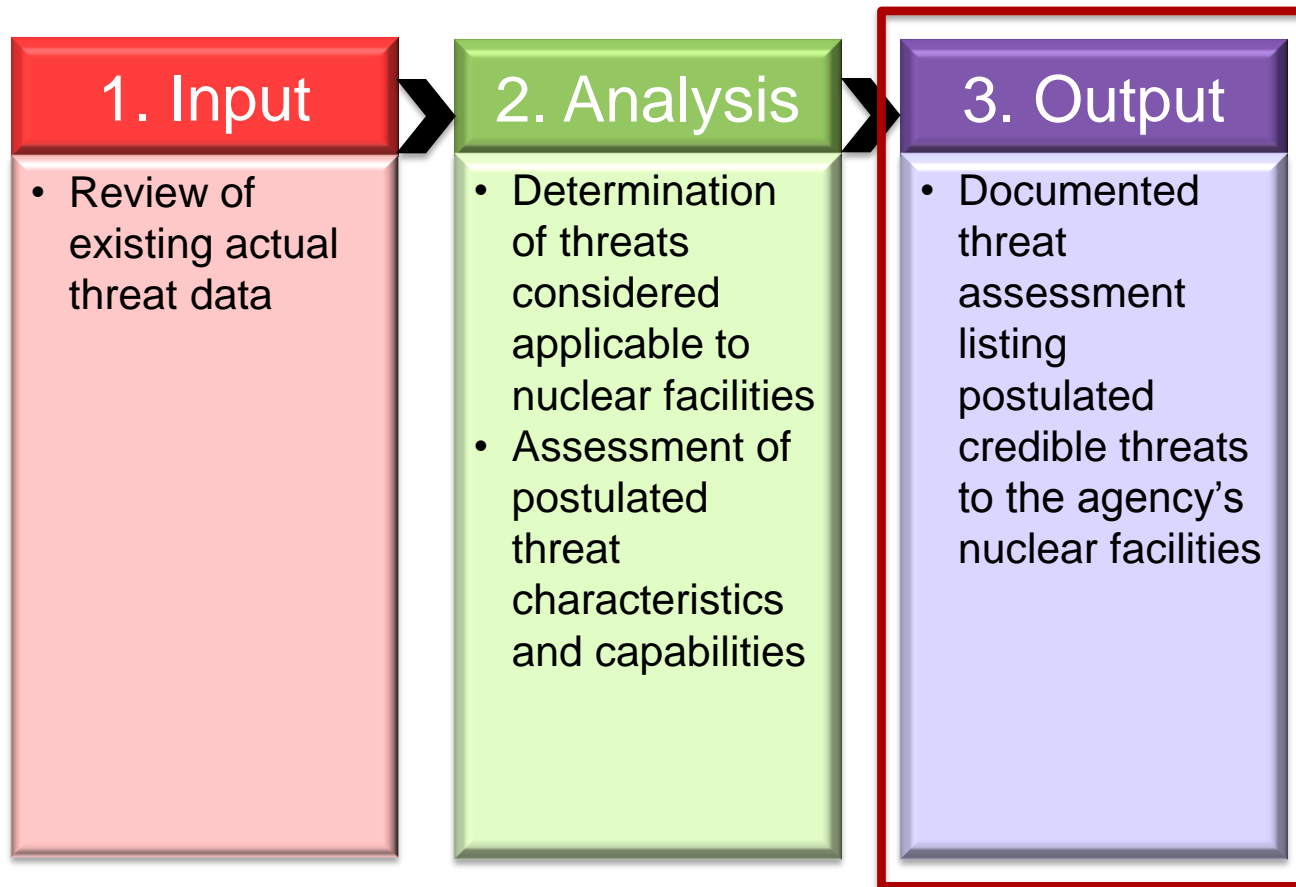 1. Input
• Review of
existing actual
threat data
2. Analysis
• Determination
of threats
considered
applicable to
nuclear facilities
• Assessment of
postulated
threat
characteristics
and capabilities
3. Output
• Documented
threat
assessment
listing
postulated
credible threats
to the agency’s
nuclear facilities